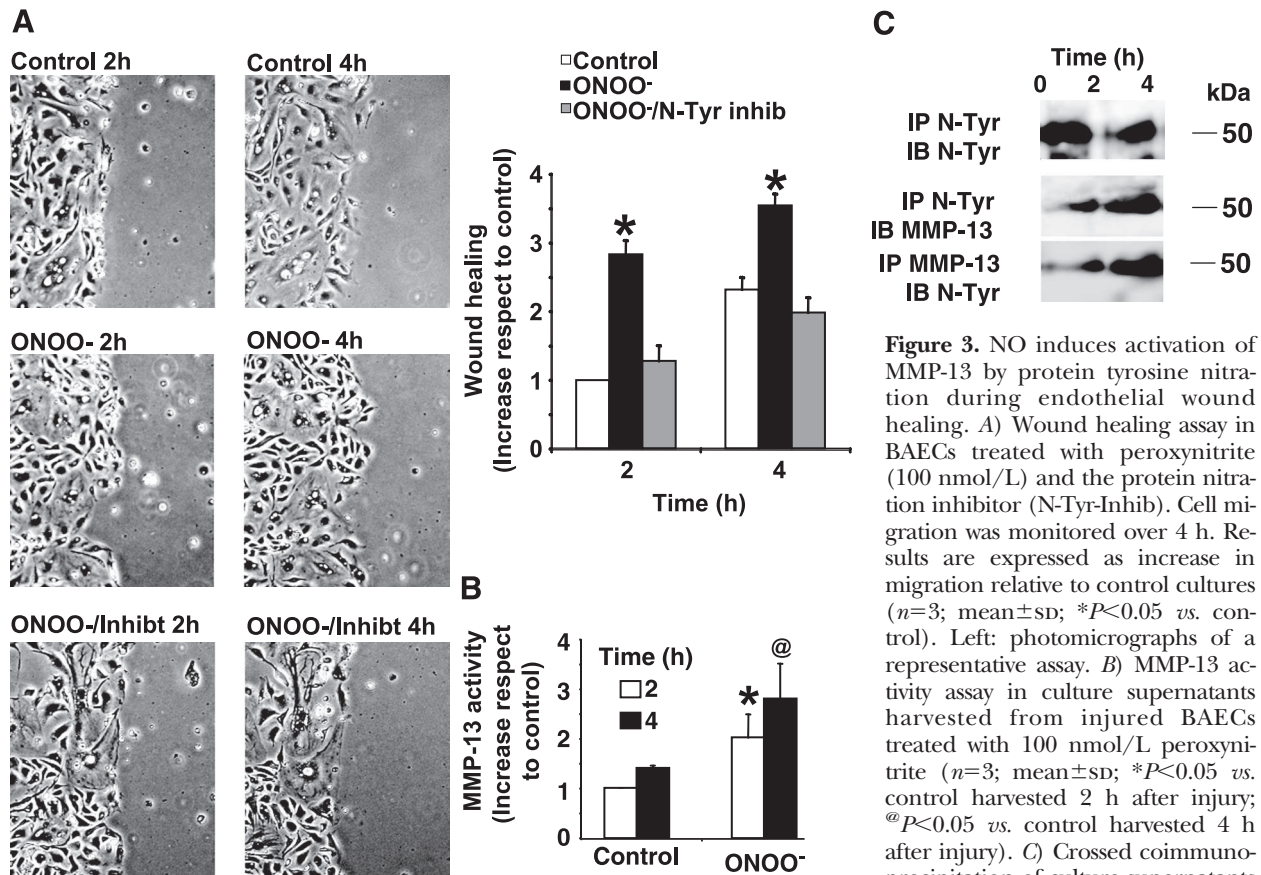 A
Control 2h
Control 4h
ONOO- 2h
ONOO- 4h
ONOO-/Inhibt 2h
ONOO-/Inhibt 4h
Control
ONOO-
ONOO-/N-Tyr inhib
Wound healing
(Increase respect to control)
4
3
2
1
0
*
*
2
4
Time (h)
B
MMP-13 activity
(Increase respect
to control)
4
3
2
1
0
Time (h)
2
4
*
@
Control
ONOO-
C
Time (h)
0 2 4
kDa
IP N-Tyr
IB N-Tyr
50
IP N-Tyr
IB MMP-13
50
IP MMP-13
IB N-Tyr
50
Figure 3. NO induces activation of
MMP-13 by protein tyrosine nitra-
tion during endothelial wound
healing. A) Wound healing assay in
BAECs treated with peroxynitrite
(100 nmol/L) and the protein nitra-
tion inhibitor (N-Tyr-Inhib). Cell mi-
gration was monitored over 4 h. Re-
sults are expressed as increase in
migration relative to control cultures
(n=3; mean±SD; *P<0.05 vs. con-
trol). Left: photomicrographs of a
representative assay. B) MMP-13 ac-
tivity assay in culture supernatants
harvested from injured BAECs
treated with 100 nmol/L peroxyni-
trite (n=3; mean±SD; *P<0.05 vs.
control harvested 2 h after injury;
@P<0.05 vs. control harvested 4 h
after injury). C) Crossed coimmuno-
precipitation of culture supernatants